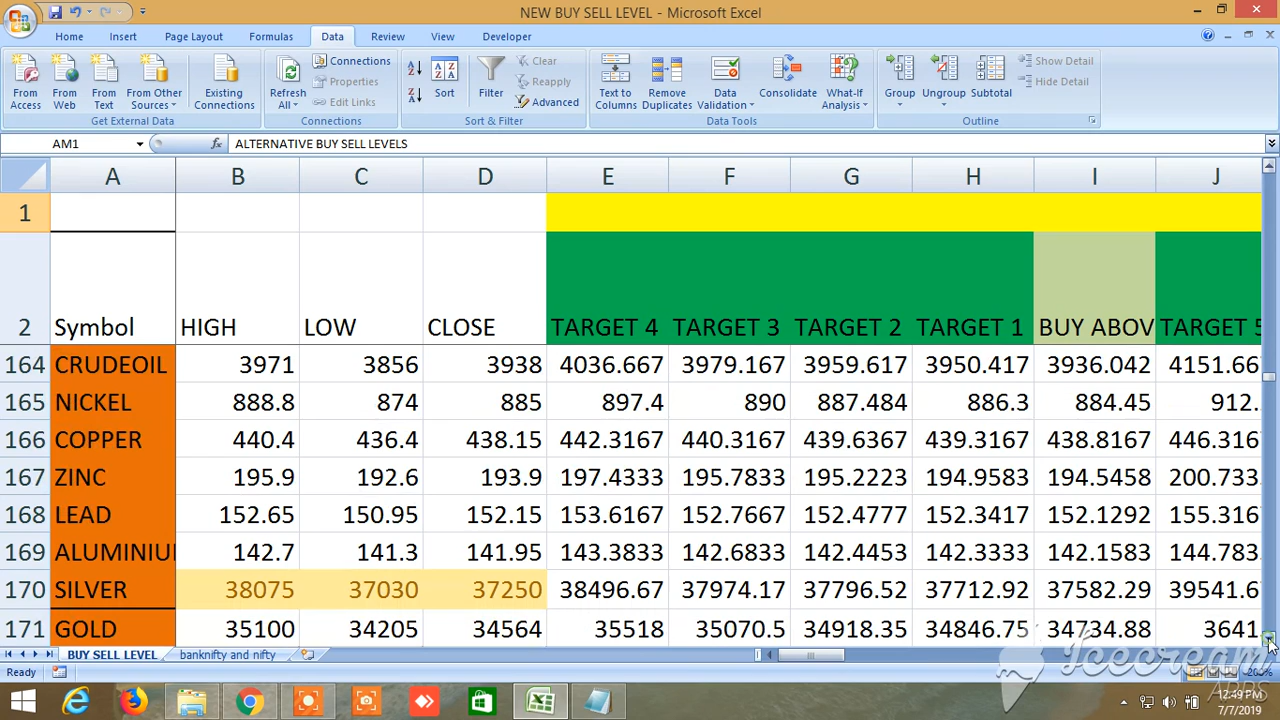 NEW BUY SELL LEVEL - Microsoft Excel
Home Insert Page Layout Formulas Data Review View Developer
From Access
From Web
From Text
From Other Sources
Existing Connections
Get External Data
Refresh All
Connections
Properties
Edit Links
Connections
Sort
Filter
Clear
Reapply
Advanced
Sort & Filter
Text to Columns
Remove Duplicates
Data Validation
Consolidate
What-If Analysis
Data Tools
Group
Ungroup
Subtotal
Show Detail
Hide Detail
Outline
AM1 fx ALTERNATIVE BUY SELL LEVELS
A B C D E F G H I J
1
2 Symbol HIGH LOW CLOSE TARGET 4 TARGET 3 TARGET 2 TARGET 1 BUY ABOV TARGET 5
164 CRUDEOIL 3971 3856 3938 4036.667 3979.167 3959.617 3950.417 3936.042 4151.66
165 NICKEL 888.8 874 885 897.4 890 887.484 886.3 884.45 912.
166 COPPER 440.4 436.4 438.15 442.3167 440.3167 439.6367 439.3167 438.8167 446.316
167 ZINC 195.9 192.6 193.9 197.4333 195.7833 195.2223 194.9583 194.5458 200.733
168 LEAD 152.65 150.95 152.15 153.6167 152.7667 152.4777 152.3417 152.1292 155.316
169 ALUMINIU 142.7 141.3 141.95 143.3833 142.6833 142.4453 142.3333 142.1583 144.783
170 SILVER 38075 37030 37250 38496.67 37974.17 37796.52 37712.92 37582.29 39541.6
171 GOLD 35100 34205 34564 35518 35070.5 34918.35 34846.75 34734.88 3641
BUY SELL LEVEL banknifty and nifty
Ready 200%
Icecream
APPS
12:49 PM
7/7/2019